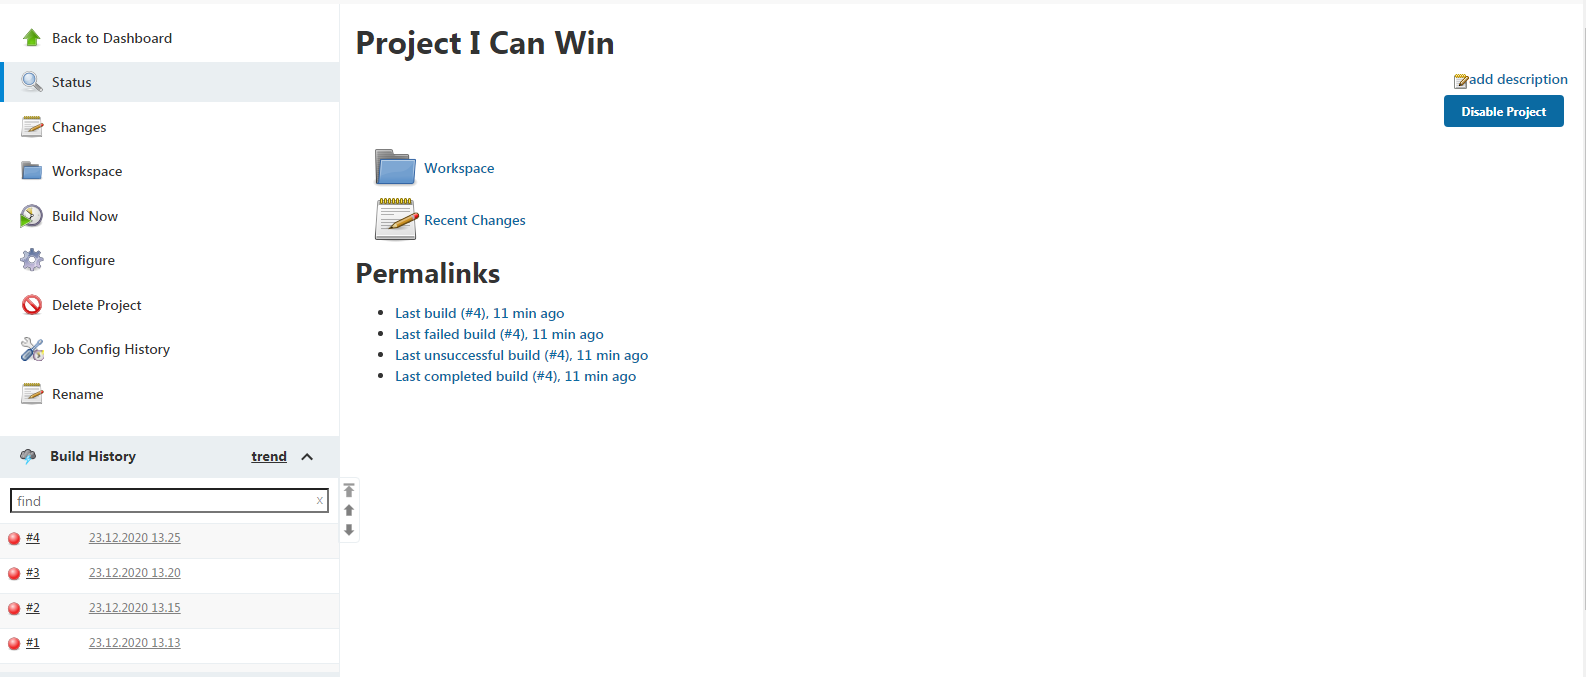 Back to Dashboard
Status
Changes
Workspace
Build Now
Configure
Delete Project
Job Config History
Rename
Build History trend
find x
#4 23.12.2020 13.25
#3 23.12.2020 13.20
#2 23.12.2020 13.15
#1 23.12.2020 13.13
Project I Can Win
add description
Disable Project
Workspace
Recent Changes
Permalinks
Last build (#4), 11 min ago
Last failed build (#4), 11 min ago
Last unsuccessful build (#4), 11 min ago
Last completed build (#4), 11 min ago